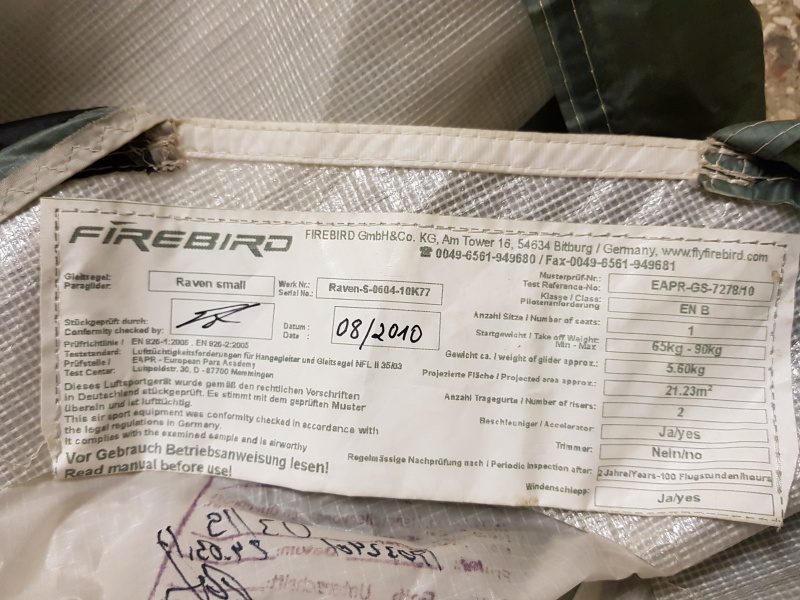 FIREBIRD
FIREBIRD GmbH&Co. KG, Am Tower 16, 54634 Bitburg / Germany, www.flyfirebird.com
☎ 0049-6561-949680 / Fax-0049-6561-949681
Gleitsegel:
Paraglider:
Raven small
Werk Nr:
Serial No.:
Raven-S-0604-10K77
Stückgeprüft durch:
Conformity checked by:
Datum :
Date :
08/2010
Prüfrichtlinie / EN 926-1:2006 , EN 926-2:2005
Teststandard: Luftüchtigkeitsforderungen für Hangegleiter und Gleitsegel NFL II 35/03
Prüfstelle / EAPR - European Para Academy
Test Center: Luitpoldstr. 30, D - 87700 Memmingen
Dieses Luftsportgerät wurde gemäß den rechtlichen Vorschriften
in Deutschland stückgeprüft. Es stimmt mit dem geprüften Muster
überein und ist lufttüchtig.
This air sport equipment was conformity checked in accordance with
the legal regulations in Germany.
It complies with the examined sample and is airworthy
Vor Gebrauch Betriebsanweisung lesen!
Read manual before use!
Musterprüf-Nr:
Test Reference-No:
EAPR-GS-7278/10
Klasse / Class:
Pilotenanforderung
EN B
Anzahl Sitze / Number of seats:
1
Startgewicht / Take off Weight:
Min - Max
65kg - 90kg
Gewicht ca. / weight of glider approx.:
5.60kg
Projezierte Fläche / Projected area approx.:
21.23m²
Anzahl Tragegurte / Number of risers:
2
Beschleuniger / Accelerator:
Ja/yes
Trimmer:
Nein/no
Regelmässige Nachprüfung nach / Periodic inspection after:
2 Jahre/Years-100 Flugstunden/hours
Windenschlepp:
Ja/yes
03/13
Unterschrift: